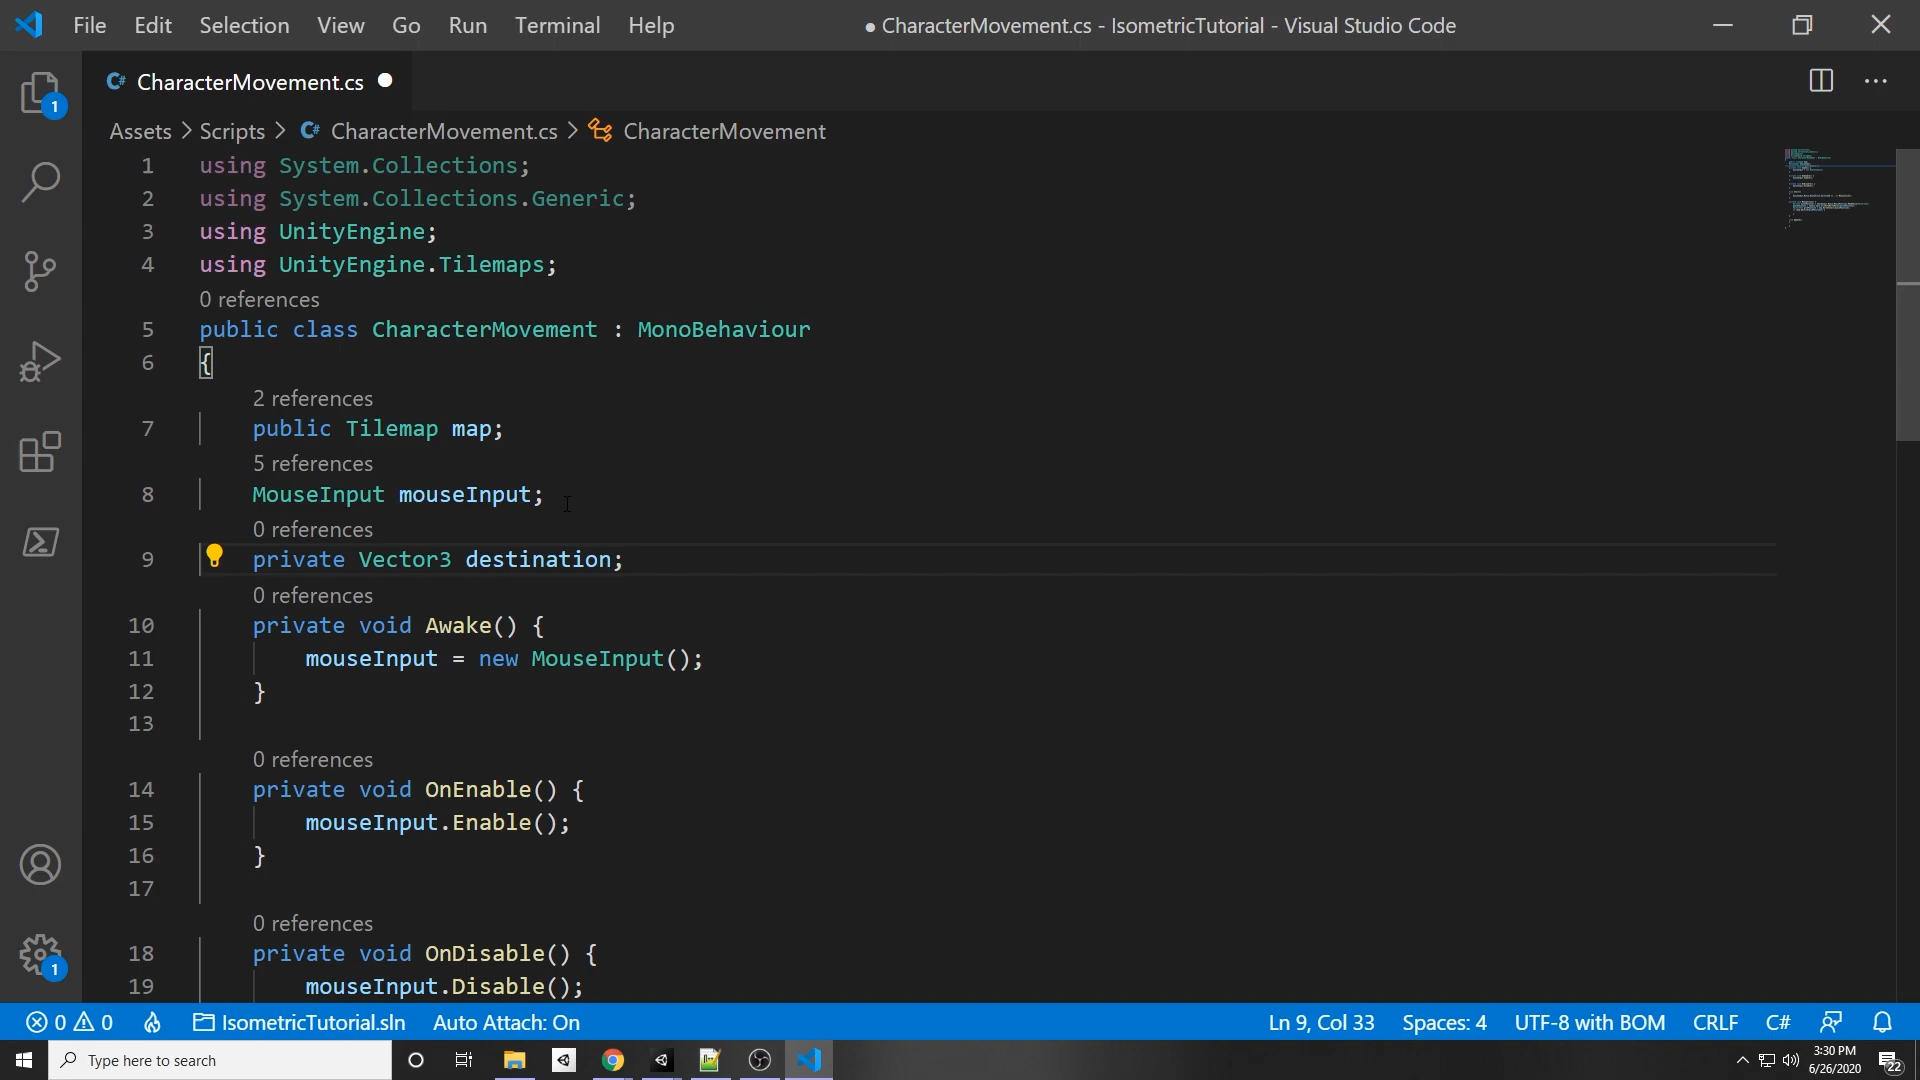 File Edit Selection View Go Run Terminal Help ● CharacterMovement.cs - IsometricTutorial - Visual Studio Code
C# CharacterMovement.cs ●
1
Assets > Scripts > C# CharacterMovement.cs > CharacterMovement
1 using System.Collections;
2 using System.Collections.Generic;
3 using UnityEngine;
4 using UnityEngine.Tilemaps;
0 references
5 public class CharacterMovement : MonoBehaviour
6 {
2 references
7 public Tilemap map;
5 references
8 MouseInput mouseInput;
0 references
9 private Vector3 destination;
0 references
10 private void Awake() {
11 mouseInput = new MouseInput();
12 }
13
0 references
14 private void OnEnable() {
15 mouseInput.Enable();
16 }
17
0 references
18 private void OnDisable() {
1
19 mouseInput.Disable();
0 0 IsometricTutorial.sln Auto Attach: On Ln 9, Col 33 Spaces: 4 UTF-8 with BOM CRLF C#
Type here to search
3:30 PM
6/26/2020
22